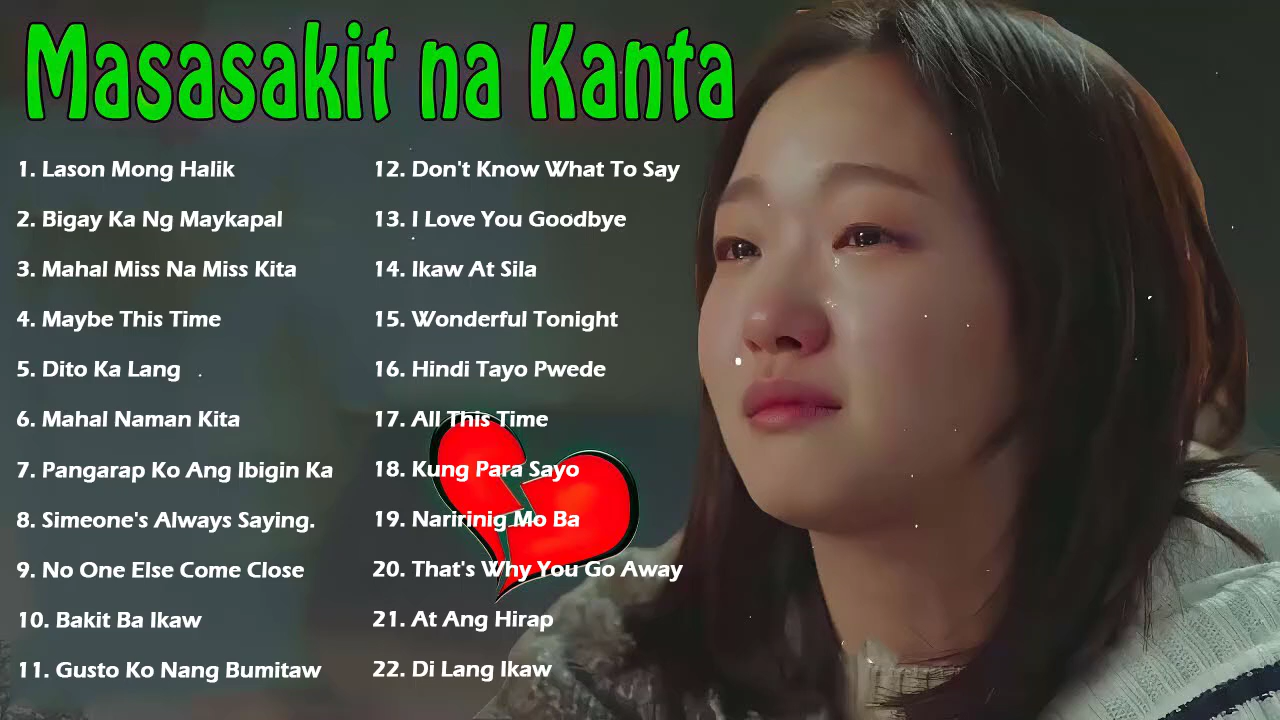 Masasakit na Kanta
1. Lason Mong Halik
2. Bigay Ka Ng Maykapal
3. Mahal Miss Na Miss Kita
4. Maybe This Time
5. Dito Ka Lang
6. Mahal Naman Kita
7. Pangarap Ko Ang Ibigin Ka
8. Simeone's Always Saying.
9. No One Else Come Close
10. Bakit Ba Ikaw
11. Gusto Ko Nang Bumitaw
12. Don't Know What To Say
13. I Love You Goodbye
14. Ikaw At Sila
15. Wonderful Tonight
16. Hindi Tayo Pwede
17. All This Time
18. Kung Para Sayo
19. Naririnig Mo Ba
20. That's Why You Go Away
21. At Ang Hirap
22. Di Lang Ikaw